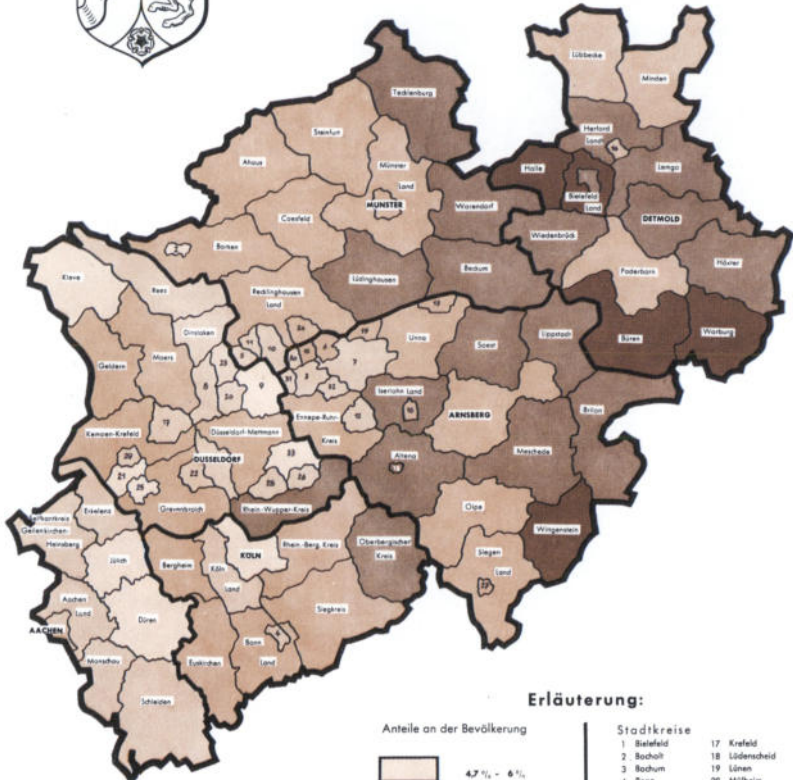 Lübbecke
Minden
Tecklenburg
Herford
Land
Steinfurt
Ahaus
Münster
Land
Halle
Lemgo
Bielefeld
Land
MÜNSTER
Warendorf
DETMOLD
Coesfeld
Wiedenbrück
Borken
Höxter
Kleve
Rees
Lüdinghausen
Beckum
Paderborn
Recklinghausen
Land
Dinslaken
Unna
Soest
Lippstadt
Büren
Warburg
Geldern
Moers
Iserlohn Land
Brilon
Ennepe-Ruhr-
Kreis
ARNSBERG
Kempen-Krefeld
Düsseldorf-Mettmann
DÜSSELDORF
Meschede
Altena
Grevenbroich
Rhein-Wupper-Kreis
Erkelenz
Olpe
Geilenkirchen-
Heinsberg
Wittgenstein
KÖLN
Rhein.-Berg. Kreis
Oberbergischer
Kreis
Jülich
Bergheim
Köln
Land
Siegen
Land
Aachen
Land
Siegkreis
Düren
AACHEN
Bonn
Land
Monschau
Euskirchen
Schleiden
Erläuterung:
Anteile an der Bevölkerung
4,7 % - 6 %
Stadtkreise
1 Bielefeld
2 Bocholt
3 Bochum
17 Krefeld
18 Lüdenscheid
19 Lünen